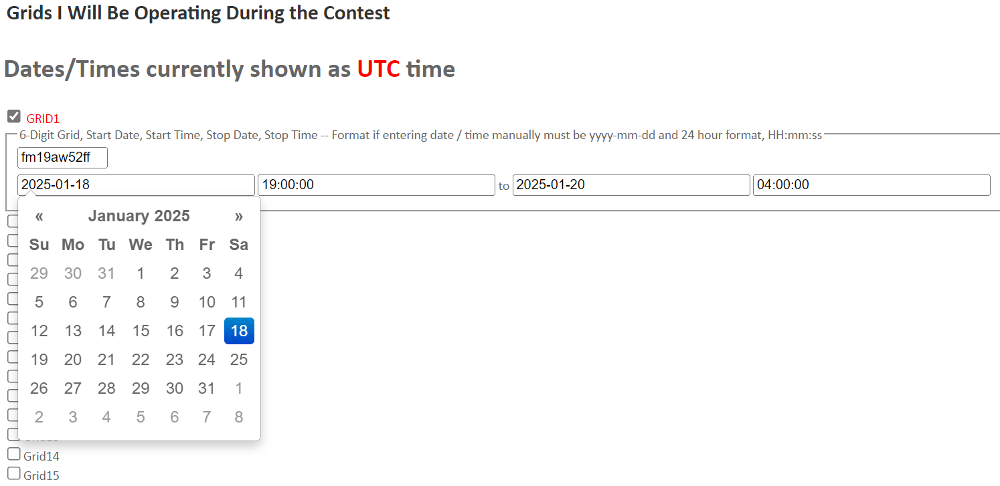 Grids I Will Be Operating During the Contest
Dates/Times currently shown as UTC time
GRID1
6-Digit Grid, Start Date, Start Time, Stop Date, Stop Time -- Format if entering date / time manually must be yyyy-mm-dd and 24 hour format, HH:mm:ss
fm19aw52ff
2025-01-18 19:00:00 to 2025-01-20 04:00:00
« January 2025 »
Su Mo Tu We Th Fr Sa
29 30 31 1 2 3 4
5 6 7 8 9 10 11
12 13 14 15 16 17 18
19 20 21 22 23 24 25
26 27 28 29 30 31 1
2 3 4 5 6 7 8
Grid14
Grid15